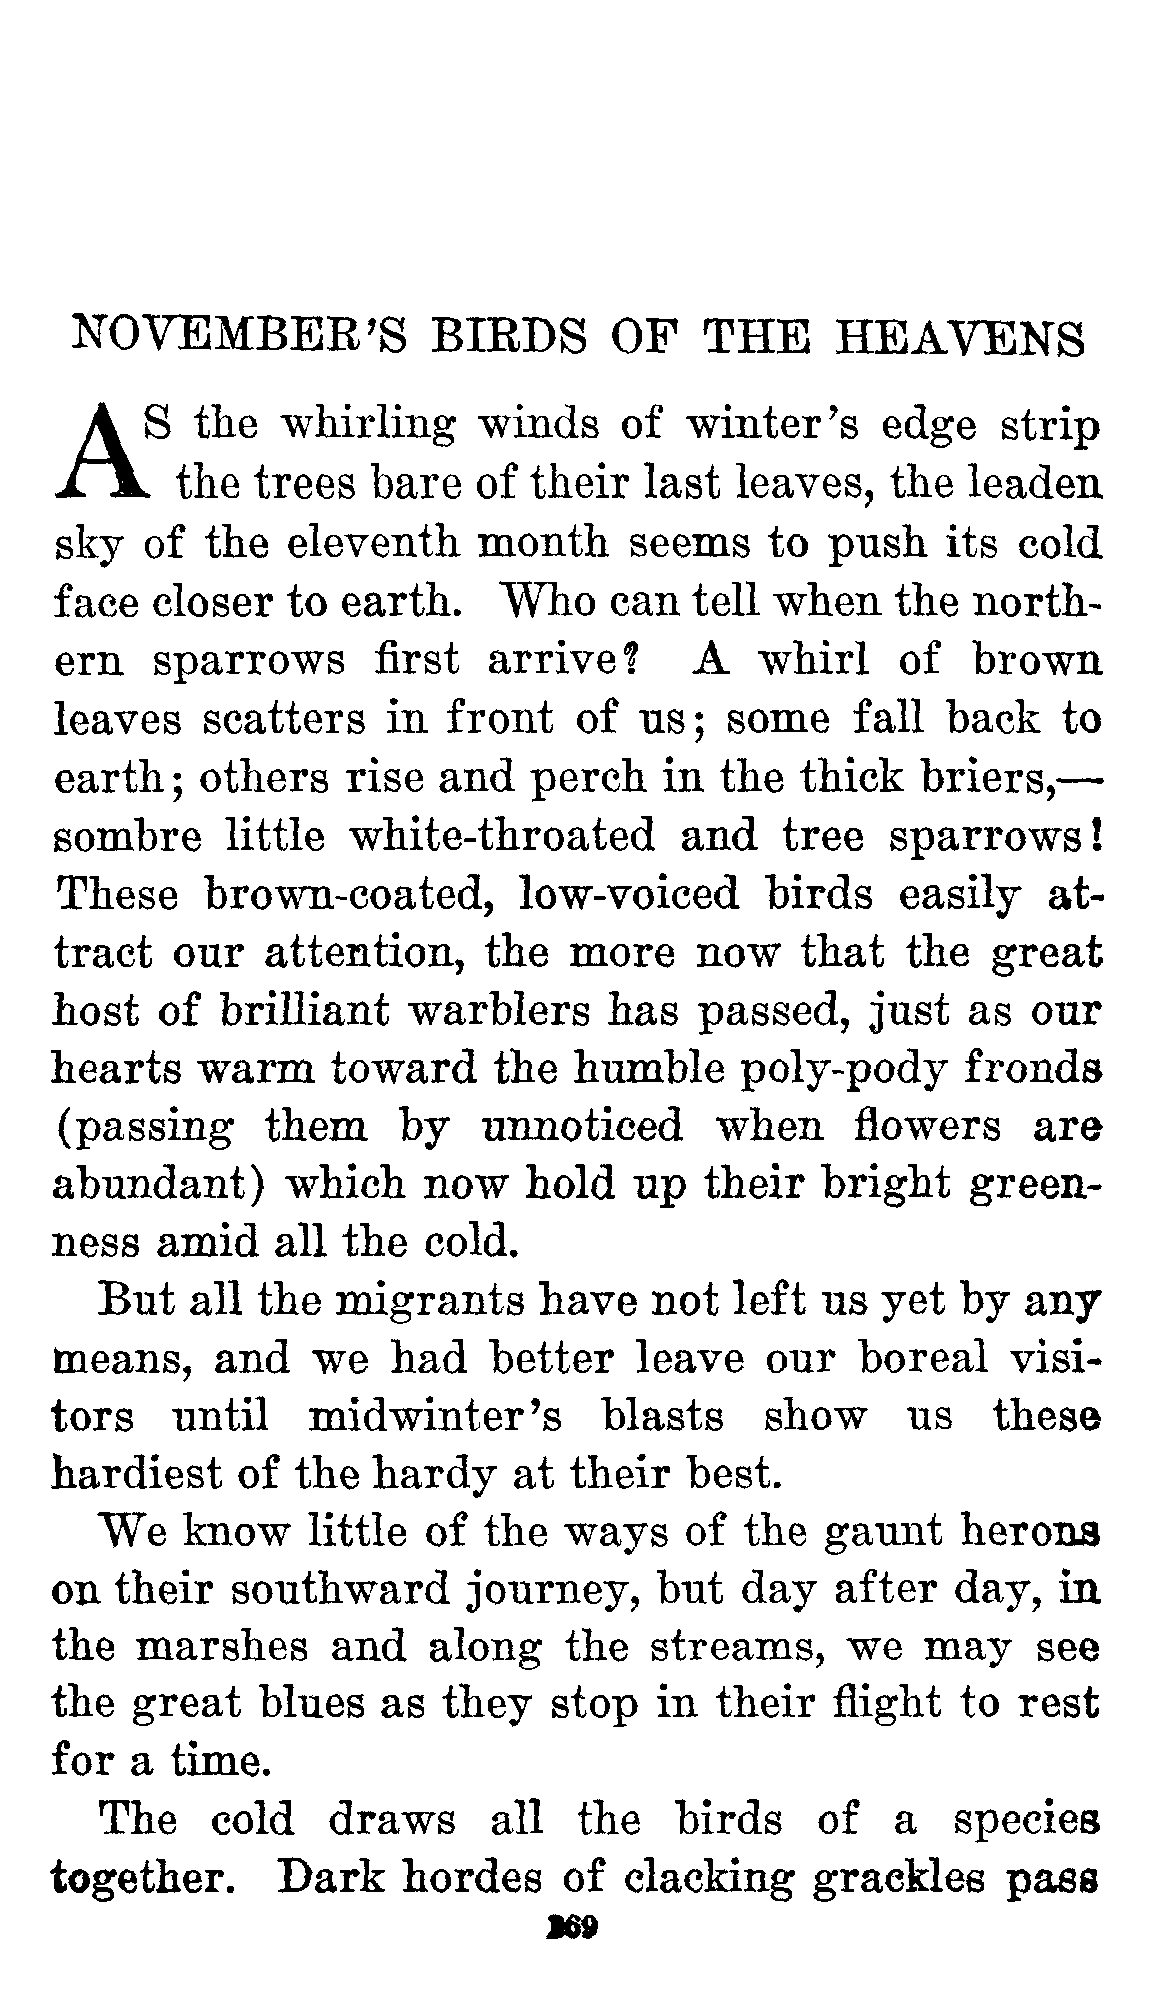 NOVEMBER'S BIRDS OF THE HEAVENS
AS the whirling winds of winter's edge strip
the trees bare of their last leaves, the leaden
sky of the eleventh month seems to push its cold
face closer to earth. Who can tell when the north-
ern sparrows first arrive? A whirl of brown
leaves scatters in front of us; some fall back to
earth; others rise and perch in the thick briers,—
sombre little white-throated and tree sparrows!
These brown-coated, low-voiced birds easily at-
tract our attention, the more now that the great
host of brilliant warblers has passed, just as our
hearts warm toward the humble poly-pody fronds
(passing them by unnoticed when flowers are
abundant) which now hold up their bright green-
ness amid all the cold.
But all the migrants have not left us yet by any
means, and we had better leave our boreal visi-
tors until midwinter's blasts show us these
hardiest of the hardy at their best.
We know little of the ways of the gaunt herons
on their southward journey, but day after day, in
the marshes and along the streams, we may see
the great blues as they stop in their flight to rest
for a time.
The cold draws all the birds of a species
together. Dark hordes of clacking grackles pass